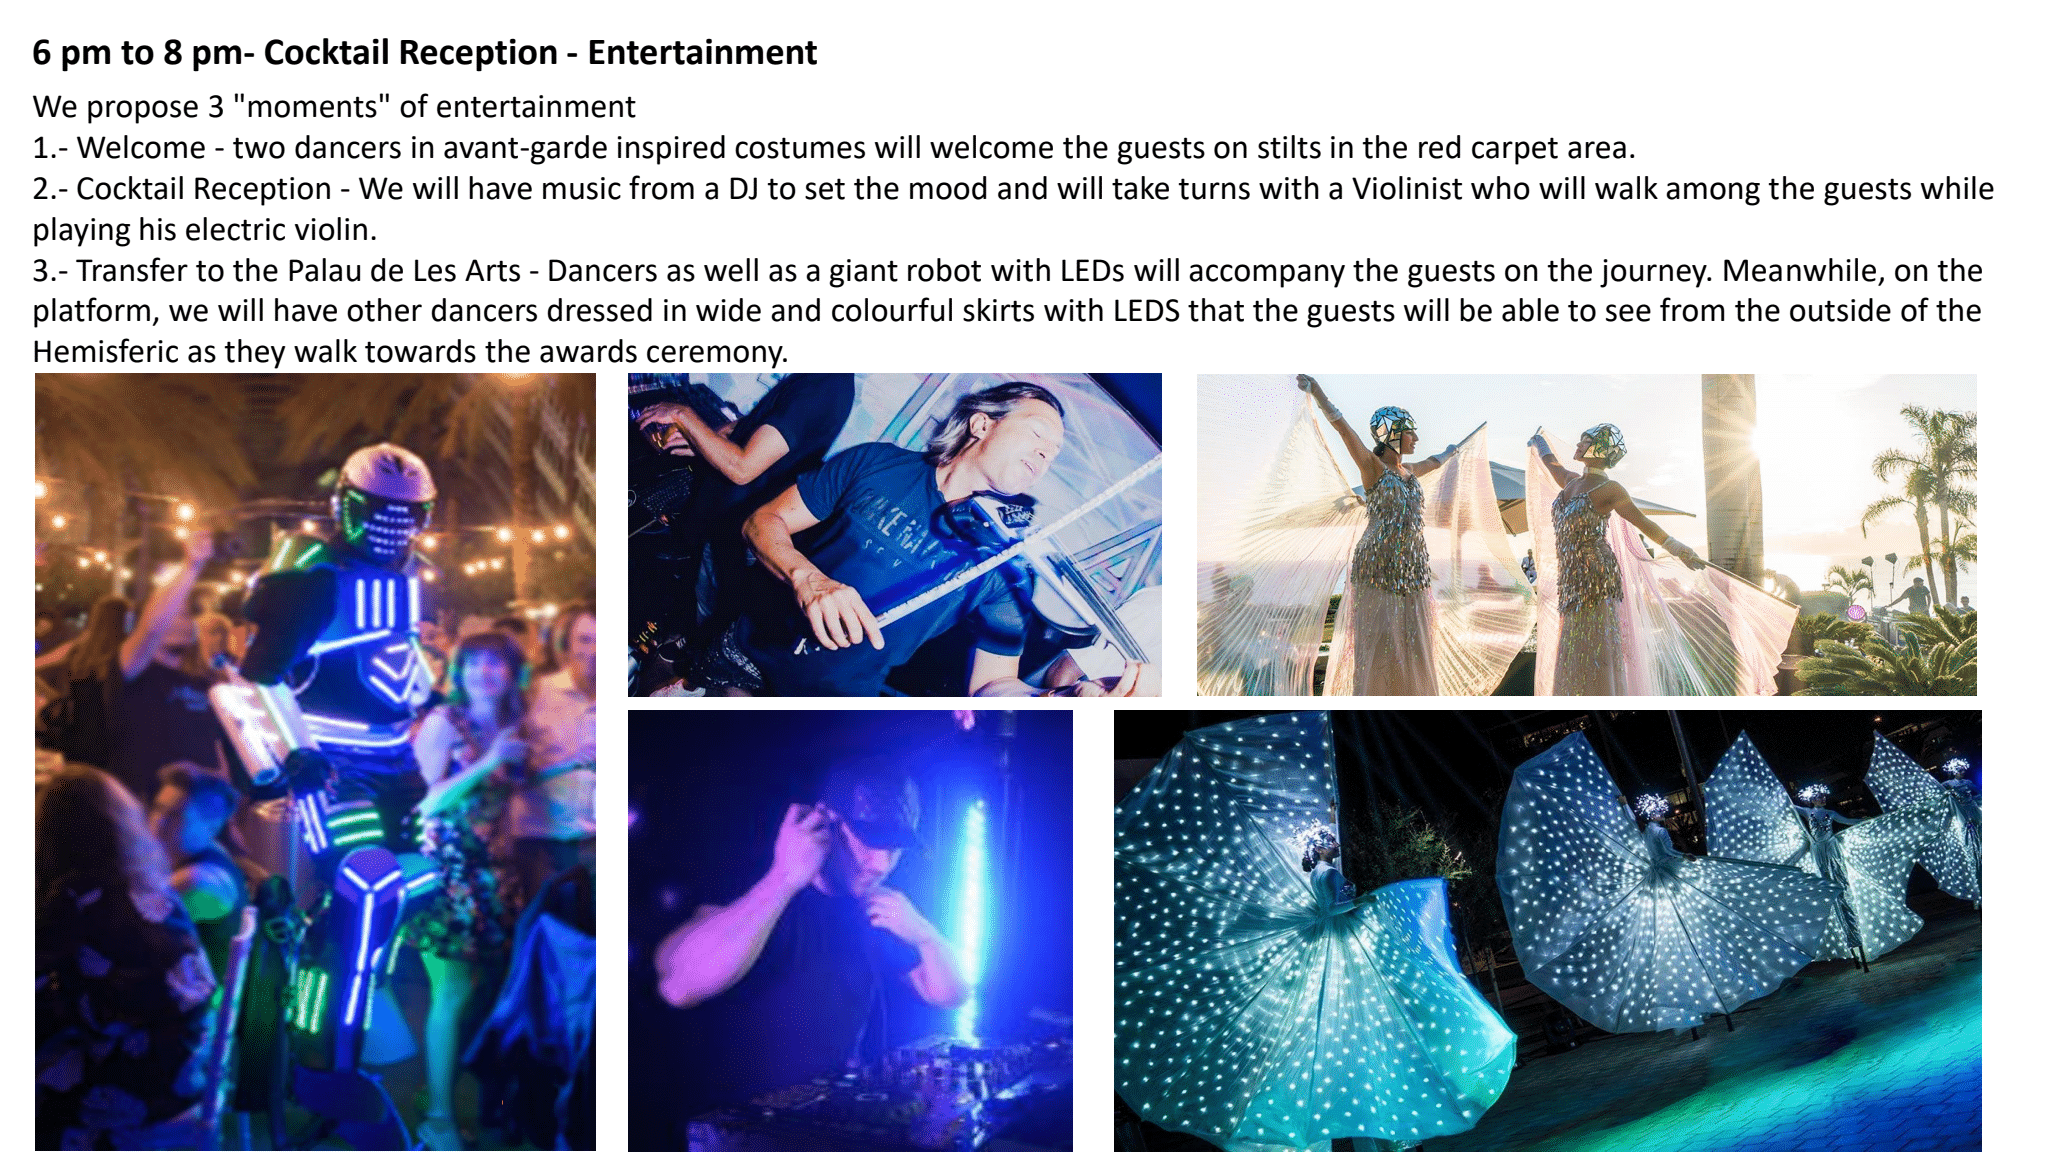 6 pm to 8 pm- Cocktail Reception - Entertainment
We propose 3 "moments" of entertainment
1.- Welcome - two dancers in avant-garde inspired costumes will welcome the guests on stilts in the red carpet area.
2.- Cocktail Reception - We will have music from a DJ to set the mood and will take turns with a Violinist who will walk among the guests while
playing his electric violin.
3.- Transfer to the Palau de Les Arts - Dancers as well as a giant robot with LEDs will accompany the guests on the journey. Meanwhile, on the
platform, we will have other dancers dressed in wide and colourful skirts with LEDS that the guests will be able to see from the outside of the
Hemisferic as they walk towards the awards ceremony.